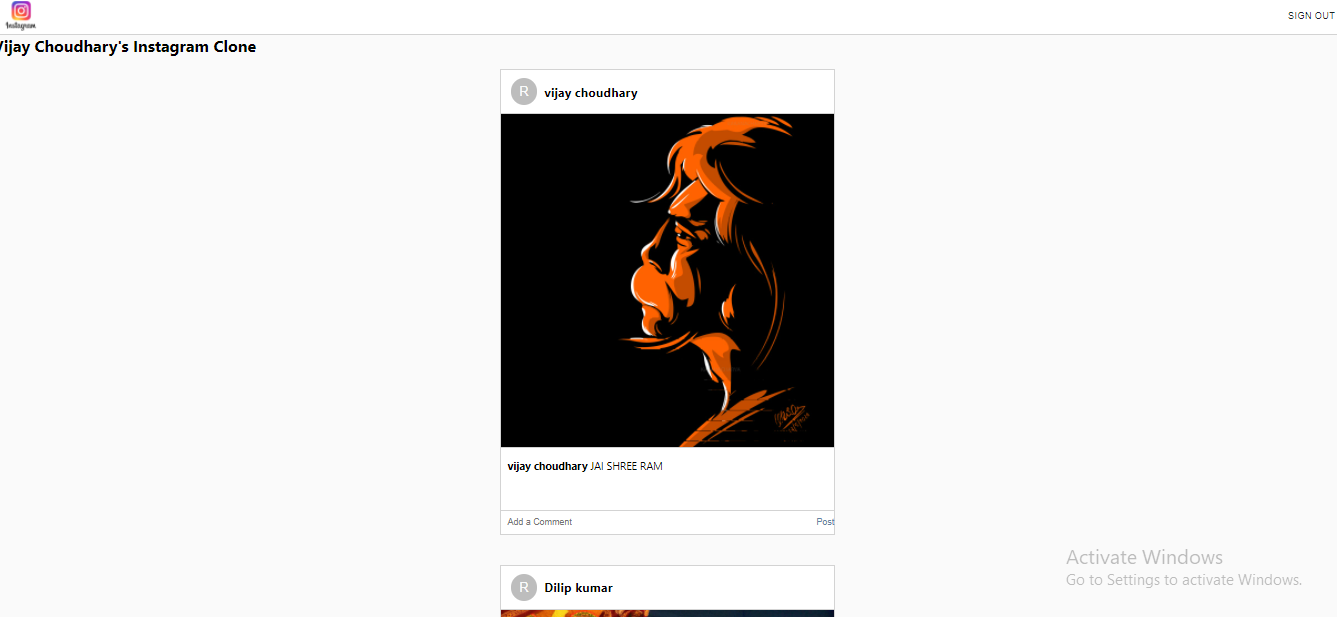 Instagram
SIGN OUT
Vijay Choudhary's Instagram Clone
R vijay choudhary
vijay choudhary JAI SHREE RAM
Add a Comment Post
Activate Windows
Go to Settings to activate Windows.
R Dilip kumar